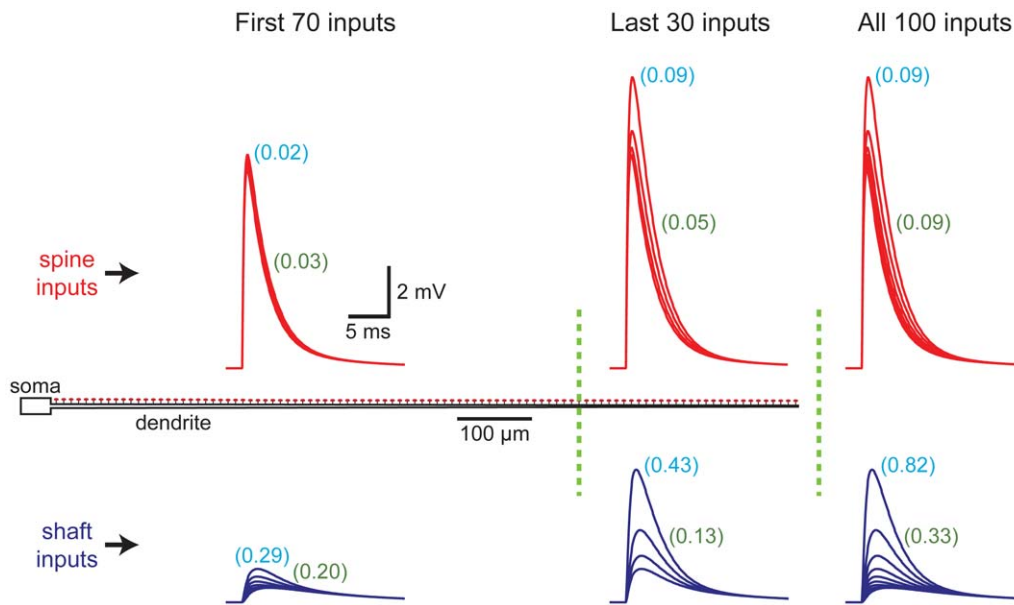 First 70 inputs
Last 30 inputs
All 100 inputs
(0.09)
(0.09)
(0.02)
(0.05)
(0.09)
spine
inputs
(0.03)
2 mV
5 ms
soma
dendrite
100 µm
(0.43)
(0.82)
shaft
inputs
(0.29)
(0.20)
(0.13)
(0.33)